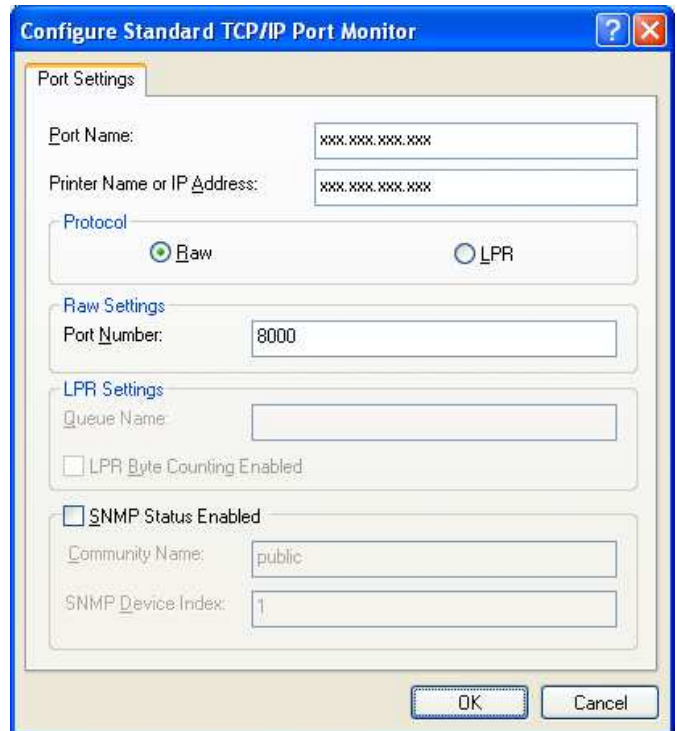 Configure Standard TCP/IP Port Monitor
Port Settings
Port Name: xxx.xxx.xxx.xxx
Printer Name or IP Address: xxx.xxx.xxx.xxx
Protocol
Raw LPR
Raw Settings
Port Number: 8000
LPR Settings
Queue Name:
LPR Byte Counting Enabled
SNMP Status Enabled
Community Name: public
SNMP Device Index: 1
OK Cancel